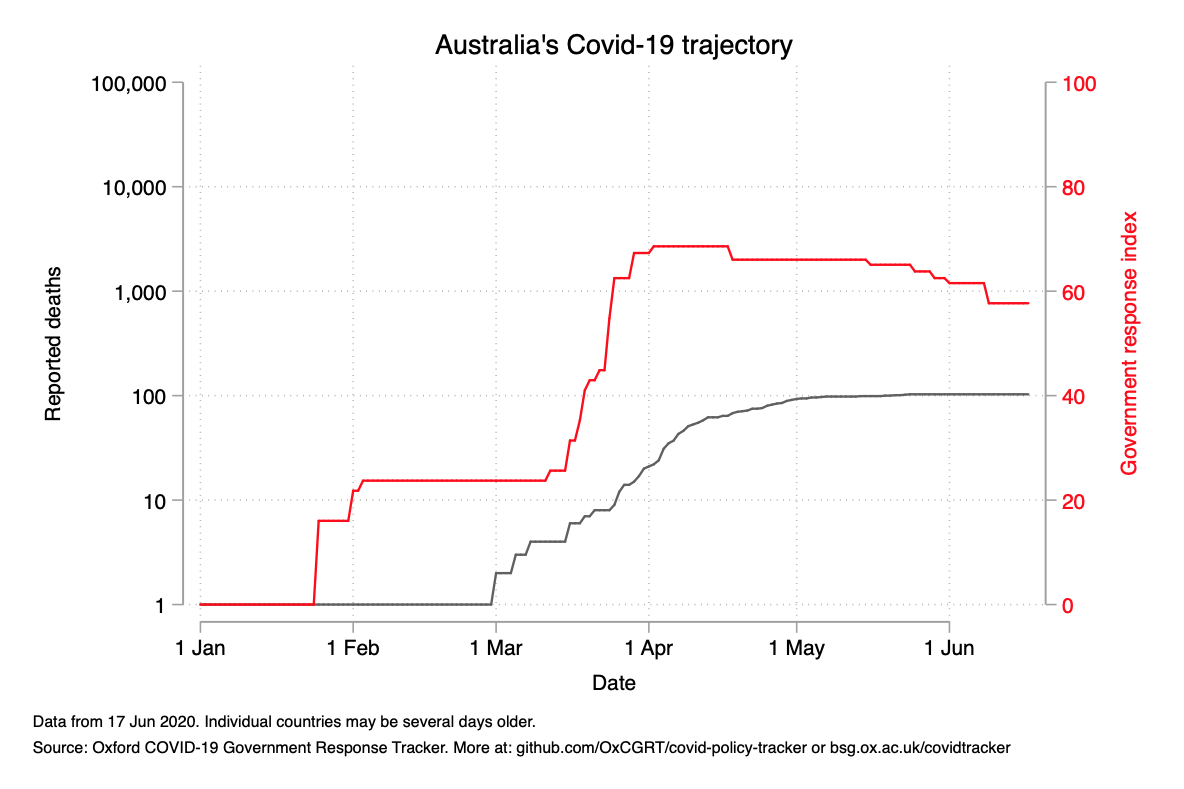 Australia's Covid-19 trajectory
100,000
10,000
1,000
100
10
1
Reported deaths
100
80
60
40
20
0
Government response index
1 Jan 1 Feb 1 Mar 1 Apr 1 May 1 Jun
Date
Data from 17 Jun 2020. Individual countries may be several days older.
Source: Oxford COVID-19 Government Response Tracker. More at: github.com/OxCGRT/covid-policy-tracker or bsg.ox.ac.uk/covidtracker